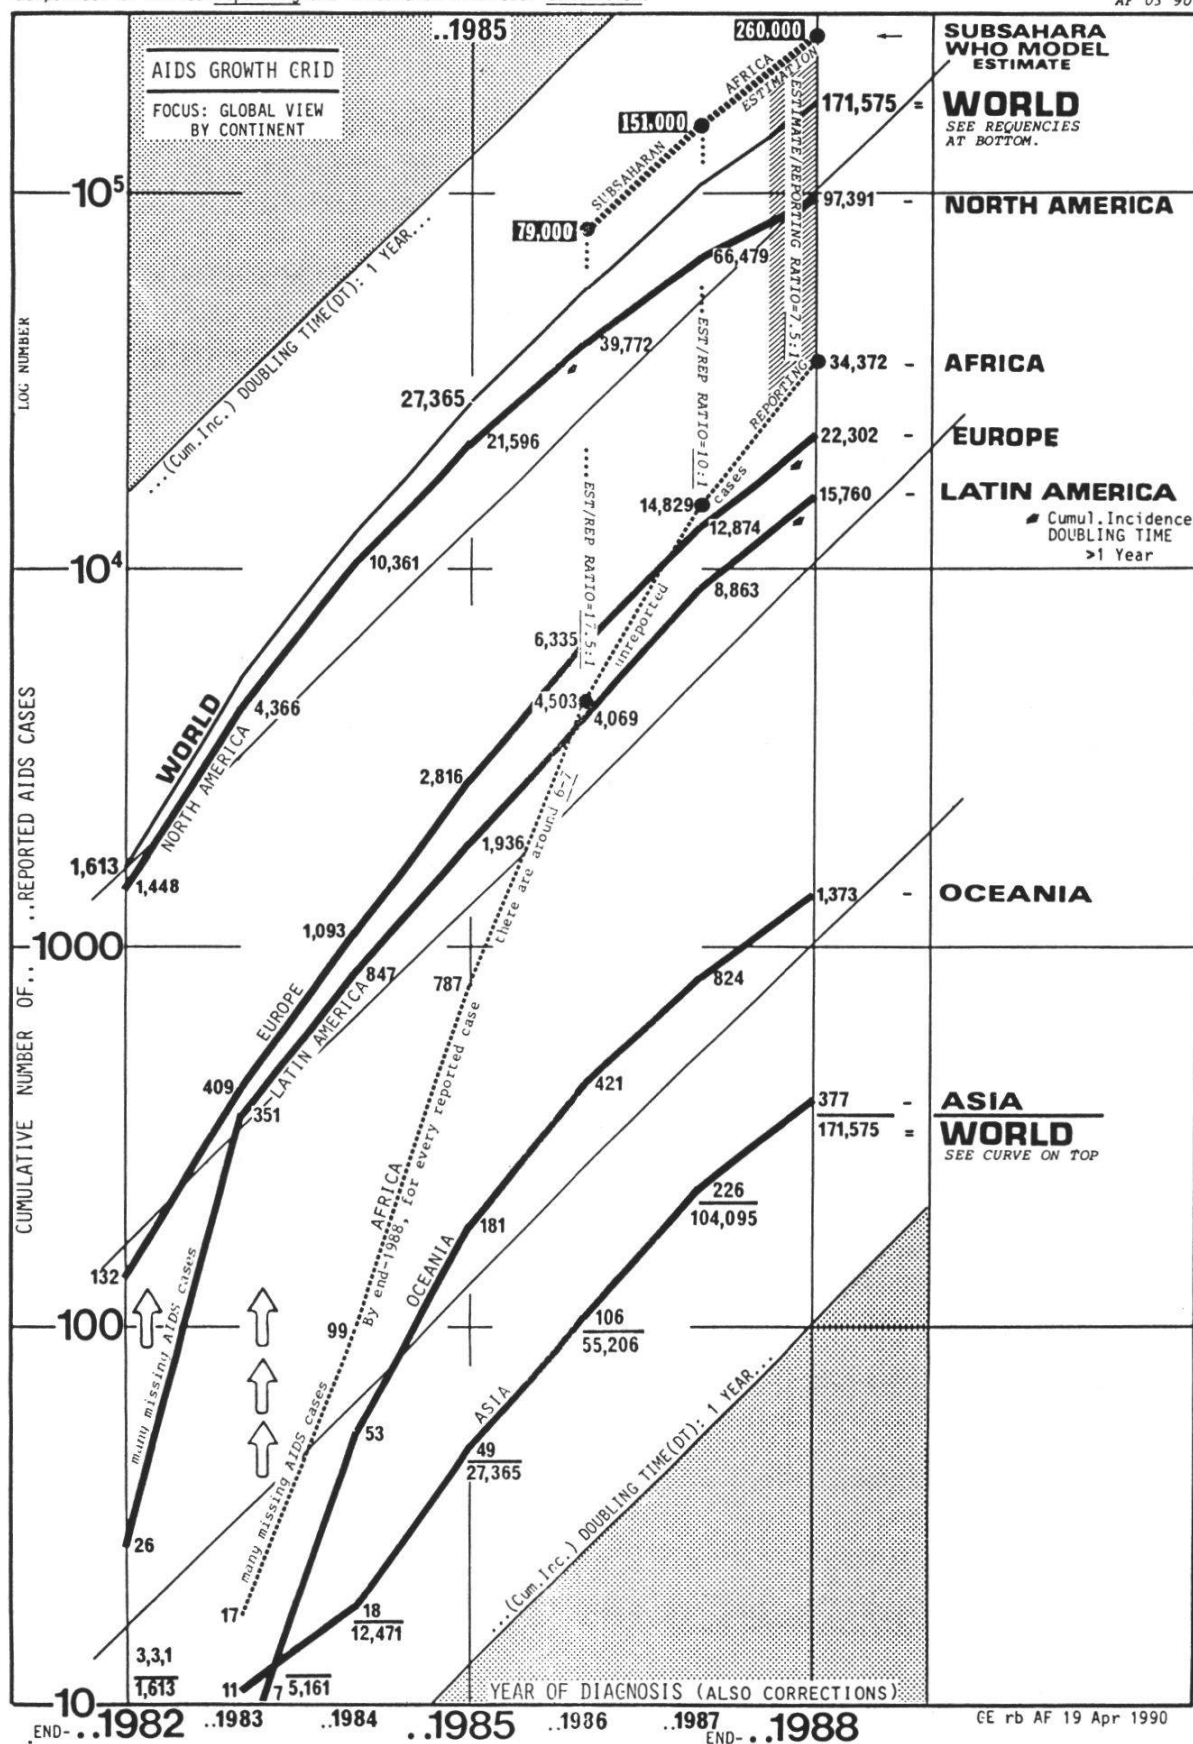 AF 03 90
..1985
AIDS GROWTH CRID
FOCUS: GLOBAL VIEW
BY CONTINENT
260.000
SUBSAHARA
WHO MODEL
ESTIMATE
AFRICA
ESTIMATION
SUBSAHARAN
151.000
171,575 = WORLD
SEE REQUENCIES
AT BOTTOM.
10⁵
79.000
97,391 - NORTH AMERICA
66,479
...(Cum.Inc.) DOUBLING TIME(DT): 1 YEAR...
ESTIMATE/REPORTING RATIO=7.5:1
LOG NUMBER
39,772
...EST/REP RATIO=10:1
REPORTING
34,372 - AFRICA
27,365
21,596
22,302 - EUROPE
15,760 - LATIN AMERICA
Cumul.Incidence
DOUBLING TIME
>1 Year
14,829
cases
12,874
...EST/REP RATIO=17.5:1
10⁴
10,361
8,863
6,335
unreported
4,503
4,069
4,366
WORLD
NORTH AMERICA
2,816
1,936
there are around 6-7
1,613
1,448
CUMULATIVE NUMBER OF.. ..REPORTED AIDS CASES
1,373 - OCEANIA
1000
1,093
847
787
824
EUROPE
LATIN AMERICA
409
351
421
377 - ASIA
171,575 = WORLD
SEE CURVE ON TOP
AFRICA
By end-1988, for every reported case
226
104,095
181
OCEANIA
132
many missing AIDS cases
100
99
106
55,206
53
ASIA
49
27,365
...(Cum.Inc.) DOUBLING TIME(DT): 1 YEAR...
many missing AIDS cases
26
17
18
12,471
3,3,1
1,613
11
7
5,161
10
YEAR OF DIAGNOSIS (ALSO CORRECTIONS)
END- ..1982 ..1983 ..1984 ..1985 ..1986 ..1987 END- ..1988
GE rb AF 19 Apr 1990